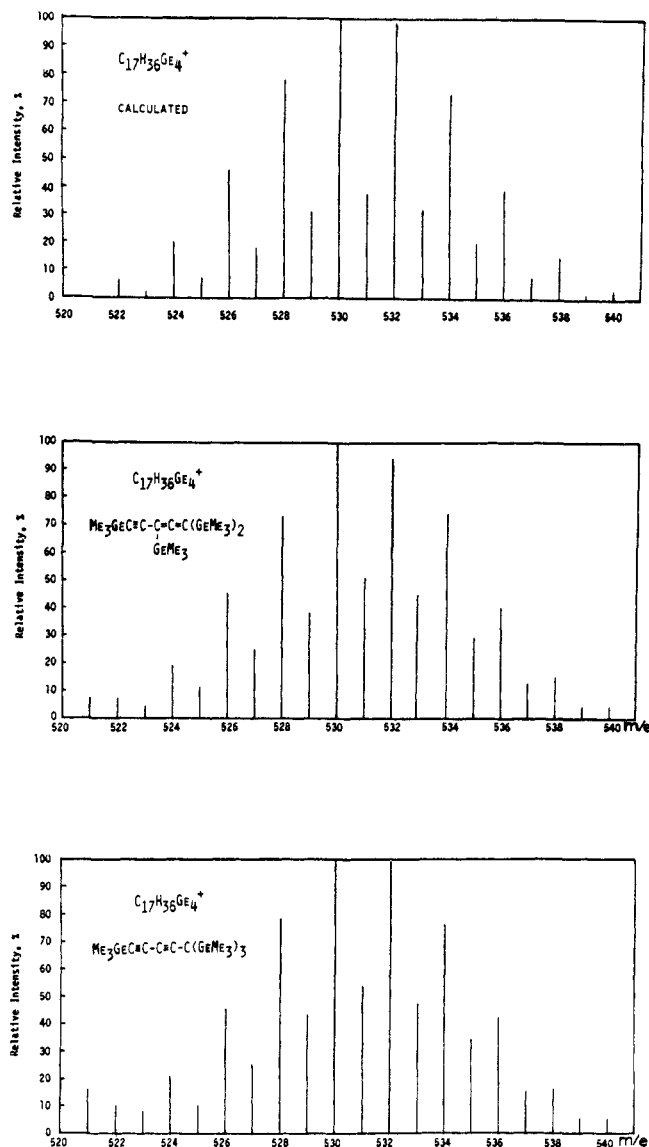 C17H36GE4+
CALCULATED
Relative Intensity, %
100
90
80
70
60
50
40
30
20
10
0
520 522 524 526 528 530 532 534 536 538 540
C17H36GE4+
ME3GEC≡C-C=C=C(GEME3)2
GEME3
Relative Intensity, %
100
90
80
70
60
50
40
30
20
10
0
520 522 524 526 528 530 532 534 536 538 540 m/e
C17H36GE4+
ME3GEC≡C-C≡C-C(GEME3)3
Relative Intensity, %
100
90
80
70
60
50
40
30
20
10
0
520 522 524 526 528 530 532 534 536 538 540 m/e